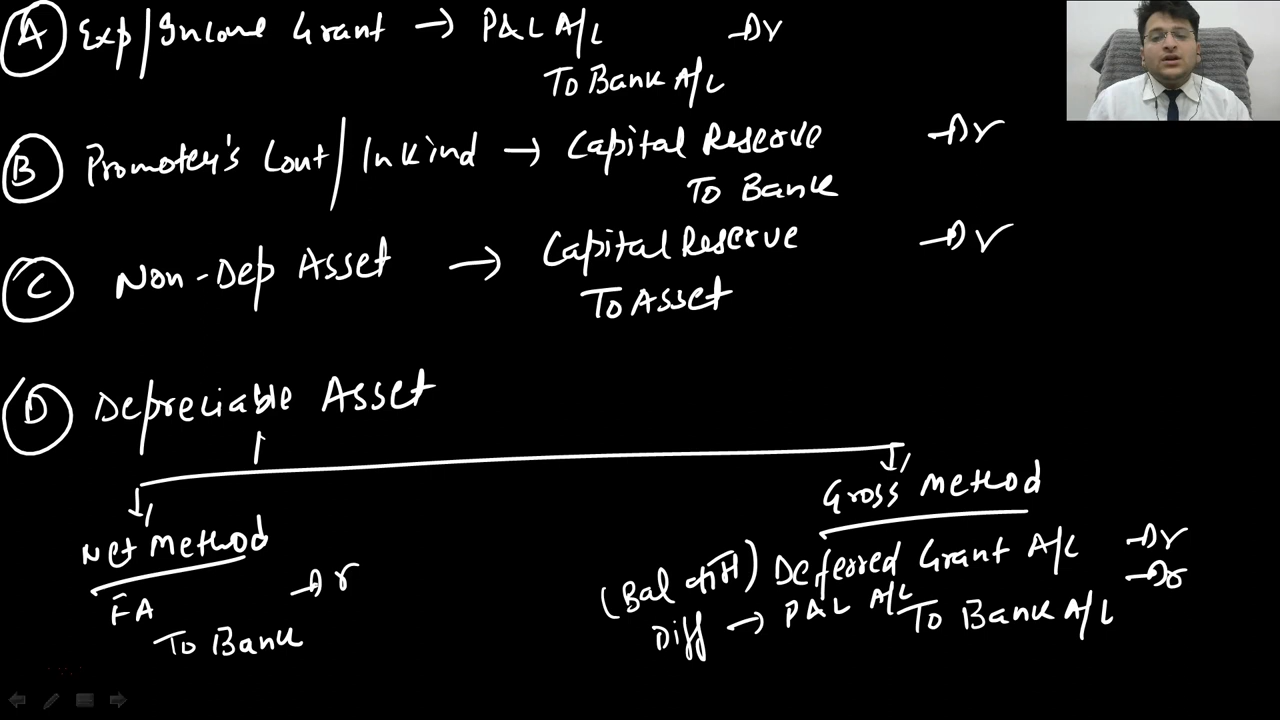 A Exp/Income Grant → P&L A/L Dr
To Bank A/L
B Promoter's Cont/InKind → Capital Reserve Dr
To Bank
C Non-Dep Asset → Capital Reserve Dr
To Asset
D Depreciable Asset
Net Method
FA Dr
To Bank
Gross Method
(Bal) Deferred Grant A/L Dr
Diff → P&L A/L Dr
To Bank A/L